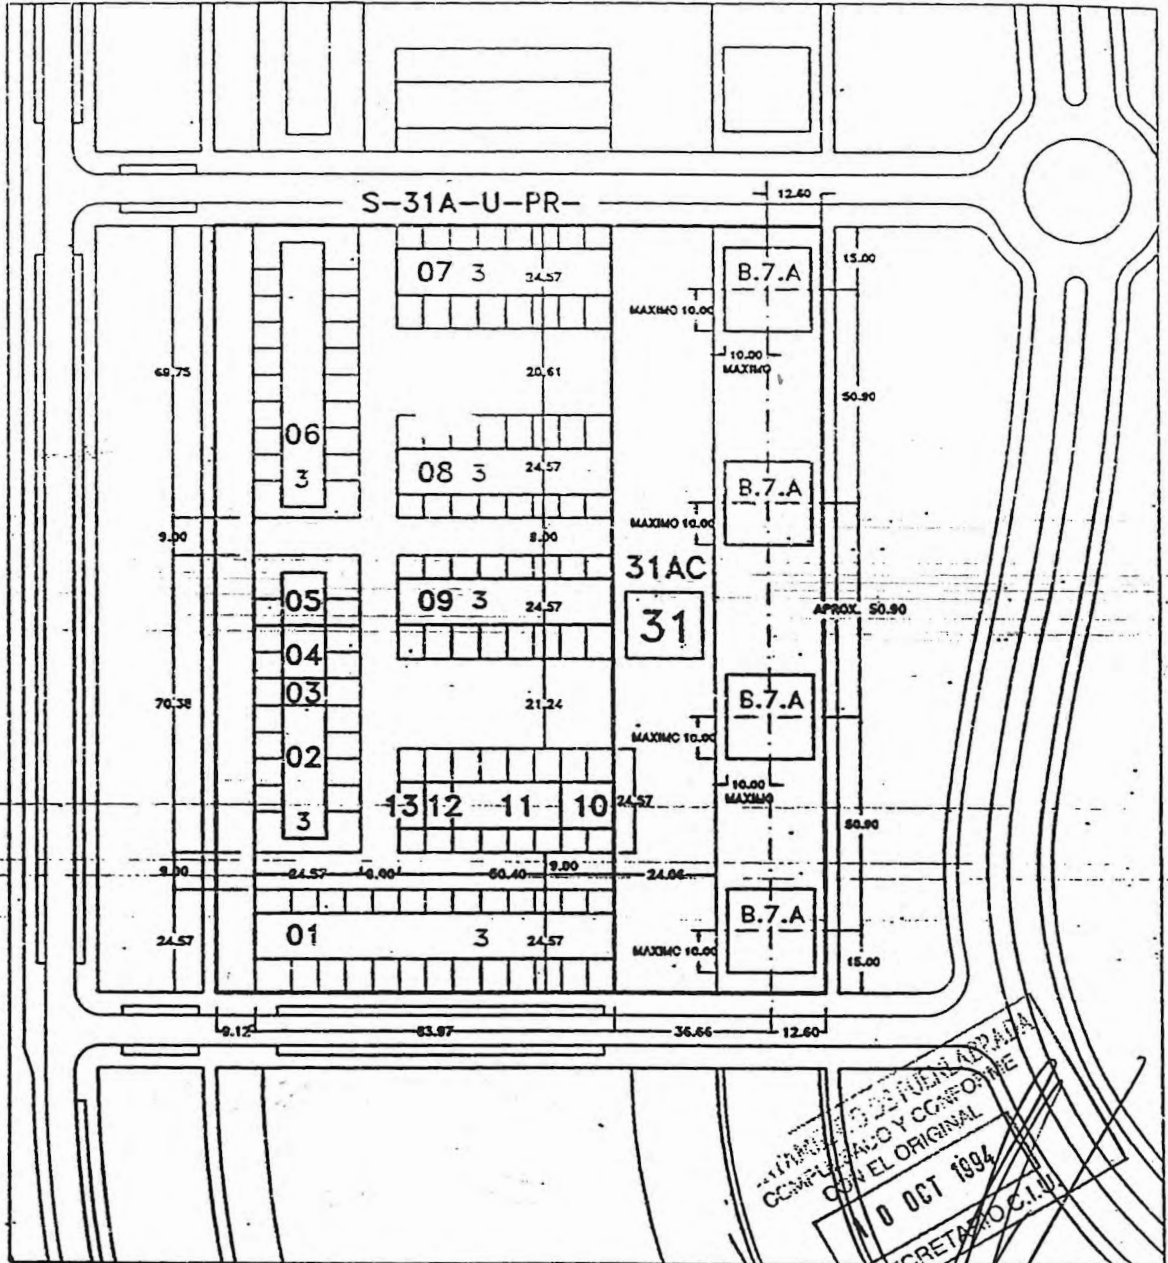 S-31A-U-PR-
12.60
07 3 24.57
B.7.A
15.00
MAXIMO 10.00
10.00
MAXIMO
69.75
20.61
50.90
06
3
08 3 24.57
B.7.A
MAXIMO 10.00
9.00
8.00
31AC
05
09 3 24.57
31
APROX. 50.90
04
03
70.38
21.24
B.7.A
MAXIMO 10.00
02
10.00
MAXIMO
13 12 11 10 24.57
3
50.90
9.00
24.57
6.00
60.40
9.00
24.06
B.7.A
01 3 24.57
24.57
MAXIMO 10.00
15.00
9.12
83.97
36.66
12.60
DE FUENLABRADA
Y CONFORME
CON EL ORIGINAL
0 OCT 1994
C.I.U.